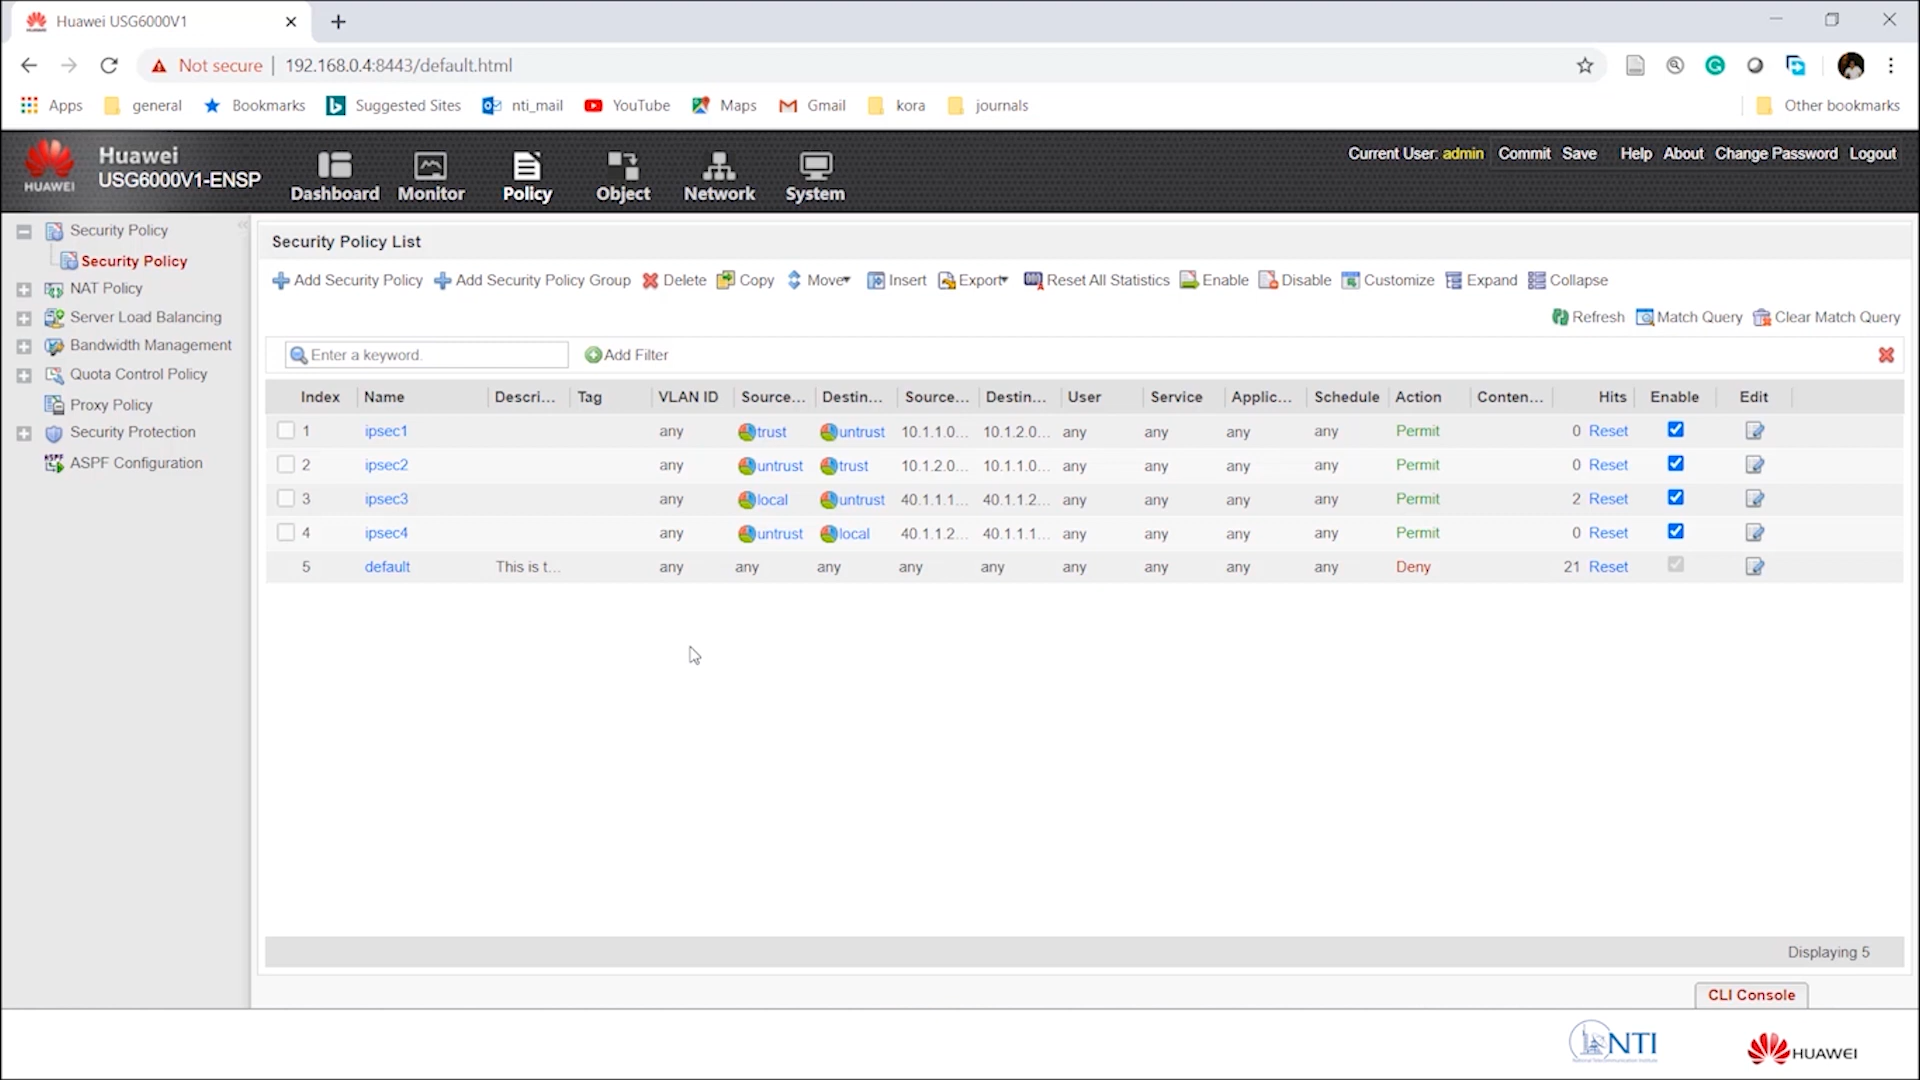 Huawei USG6000V1
Not secure | 192.168.0.4:8443/default.html
Apps general Bookmarks Suggested Sites nti_mail YouTube Maps Gmail kora journals Other bookmarks
HUAWEI
Huawei
USG6000V1-ENSP
Dashboard Monitor Policy Object Network System
Current User: admin Commit Save Help About Change Password Logout
Security Policy
Security Policy
NAT Policy
Server Load Balancing
Bandwidth Management
Quota Control Policy
Proxy Policy
Security Protection
ASPF Configuration
Security Policy List
Add Security Policy Add Security Policy Group Delete Copy Move Insert Export Reset All Statistics Enable Disable Customize Expand Collapse
Refresh Match Query Clear Match Query
Enter a keyword. Add Filter
Index Name Descri... Tag VLAN ID Source... Destin... Source... Destin... User Service Applic... Schedule Action Conten... Hits Enable Edit
1 ipsec1 any trust untrust 10.1.1.0... 10.1.2.0... any any any any Permit 0 Reset
2 ipsec2 any untrust trust 10.1.2.0... 10.1.1.0... any any any any Permit 0 Reset
3 ipsec3 any local untrust 40.1.1.1... 40.1.1.2... any any any any Permit 2 Reset
4 ipsec4 any untrust local 40.1.1.2... 40.1.1.1... any any any any Permit 0 Reset
5 default This is t... any any any any any any any any any Deny 21 Reset
Displaying 5
CLI Console
NTI
HUAWEI